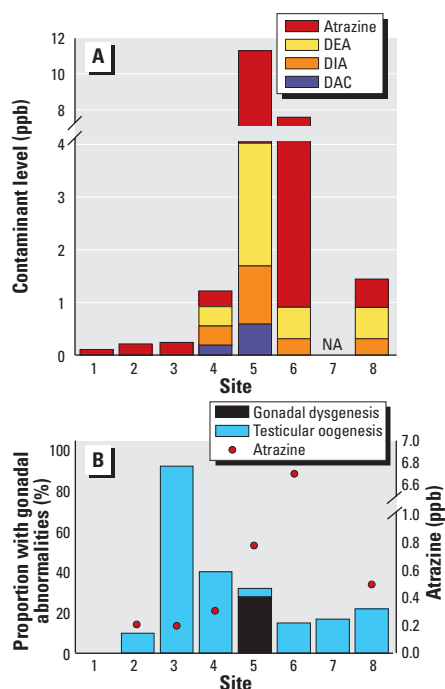 A
Atrazine
DEA
DIA
DAC
Contaminant level (ppb)
12
10
8
4
3
2
1
0
NA
1 2 3 4 5 6 7 8
Site
B
Gonadal dysgenesis
Testicular oogenesis
Atrazine
Proportion with gonadal
abnormalities (%)
100
80
60
40
20
0
7.0
6.8
6.6
1.0
0.8
0.6
0.4
0.2
0.0
Atrazine (ppb)
1 2 3 4 5 6 7 8
Site